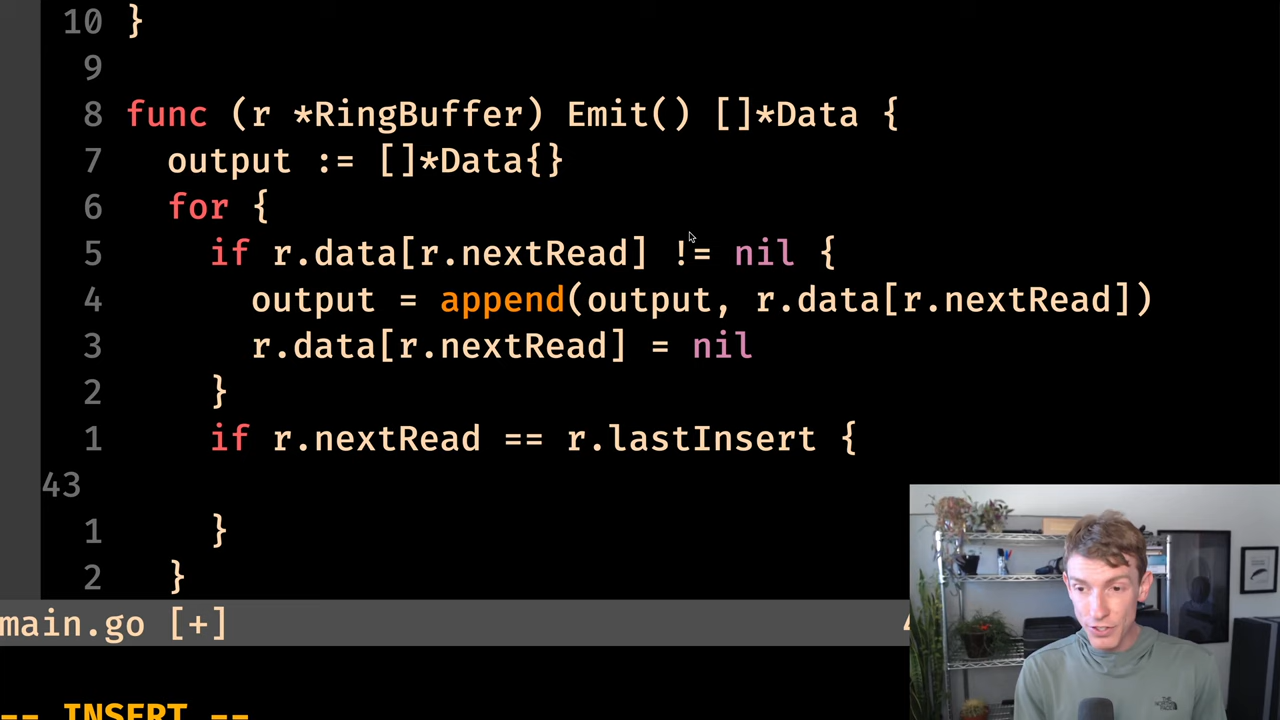 10 }
9
8 func (r *RingBuffer) Emit() []*Data {
7 output := []*Data{}
6 for {
5 if r.data[r.nextRead] != nil {
4 output = append(output, r.data[r.nextRead])
3 r.data[r.nextRead] = nil
2 }
1 if r.nextRead == r.lastInsert {
43
1 }
2 }
main.go [+]
-- INSERT --